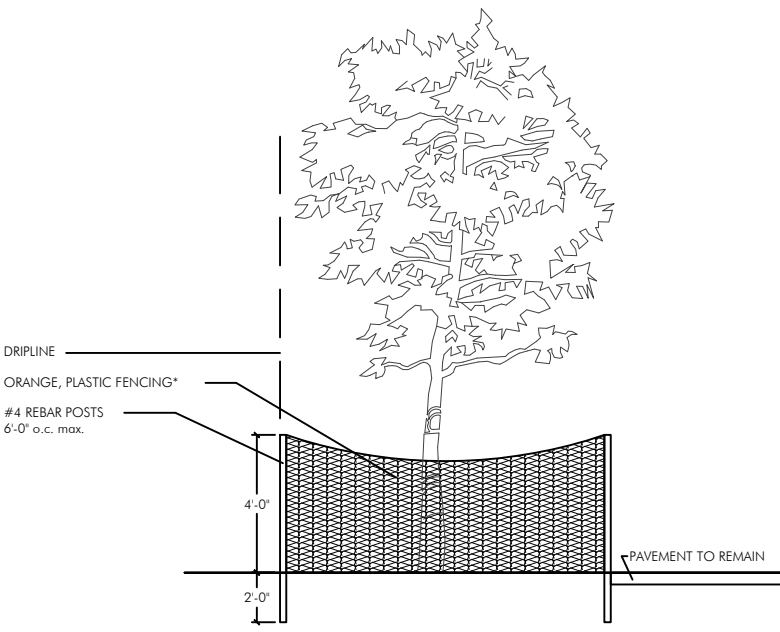 DRIPLINE
ORANGE, PLASTIC FENCING*
#4 REBAR POSTS
6'-0" o.c. max.
4'-0"
PAVEMENT TO REMAIN
2'-0"